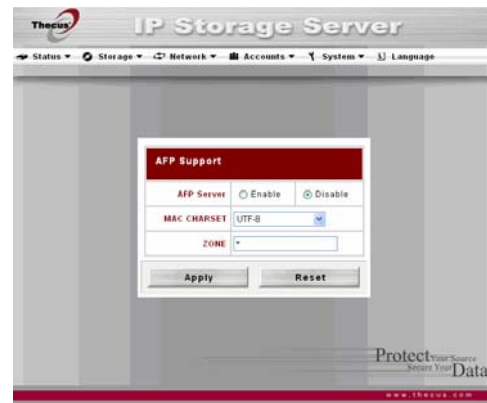 Thecus
IP Storage Server
Status Storage Network Accounts System Language
AFP Support
AFP Server Enable Disable
MAC CHARSET UTF-8
ZONE *
Apply Reset
Protect Your Source
Secure Your Data
www.thecus.com